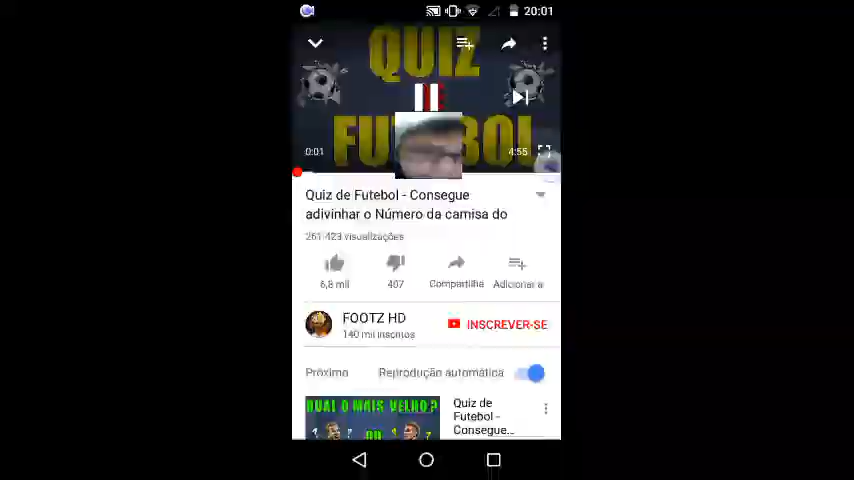 20:01
QUIZ
DE
0:01
4:55
Quiz de Futebol - Consegue
adivinhar o Número da camisa do
261.423 visualizações
6,8 mil
407
Compartilha
Adicionar a
FOOTZ HD
140 mil inscritos
INSCREVER-SE
Próximo
Reprodução automática
QUAL O MAIS VELHO?
OU
Quiz de
Futebol -
Consegue...